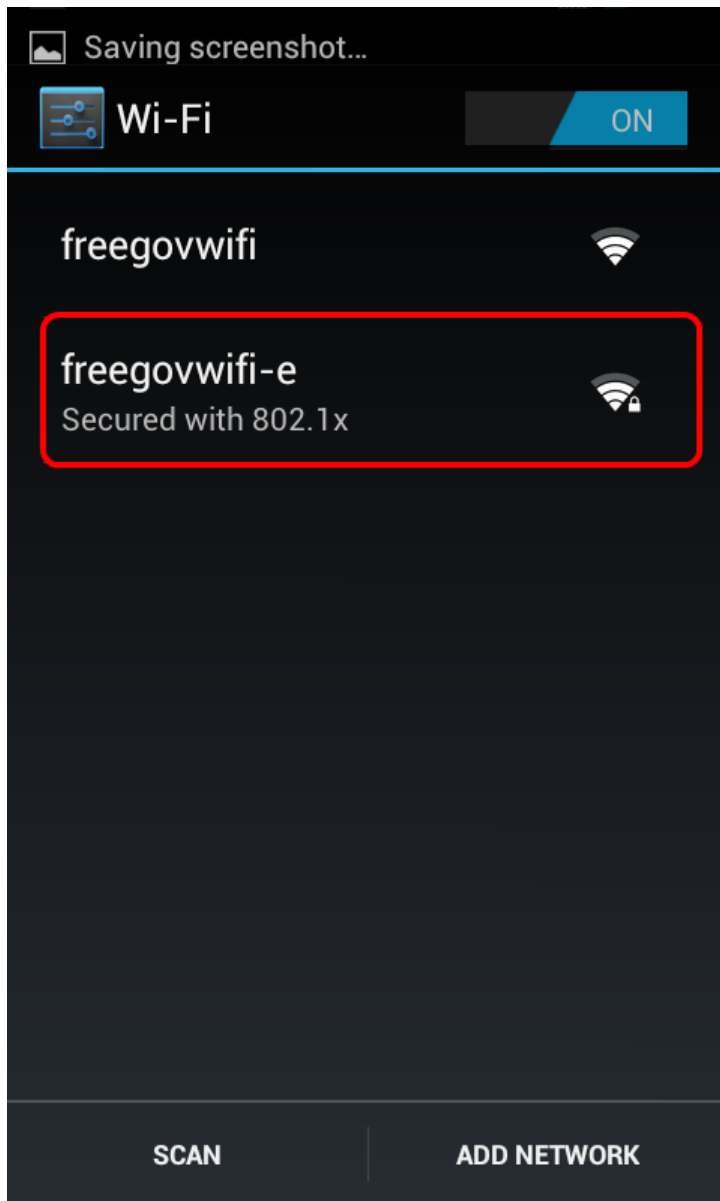 Saving screenshot...
Wi-Fi
ON
freegovwifi
freegovwifi-e
Secured with 802.1x
SCAN
ADD NETWORK